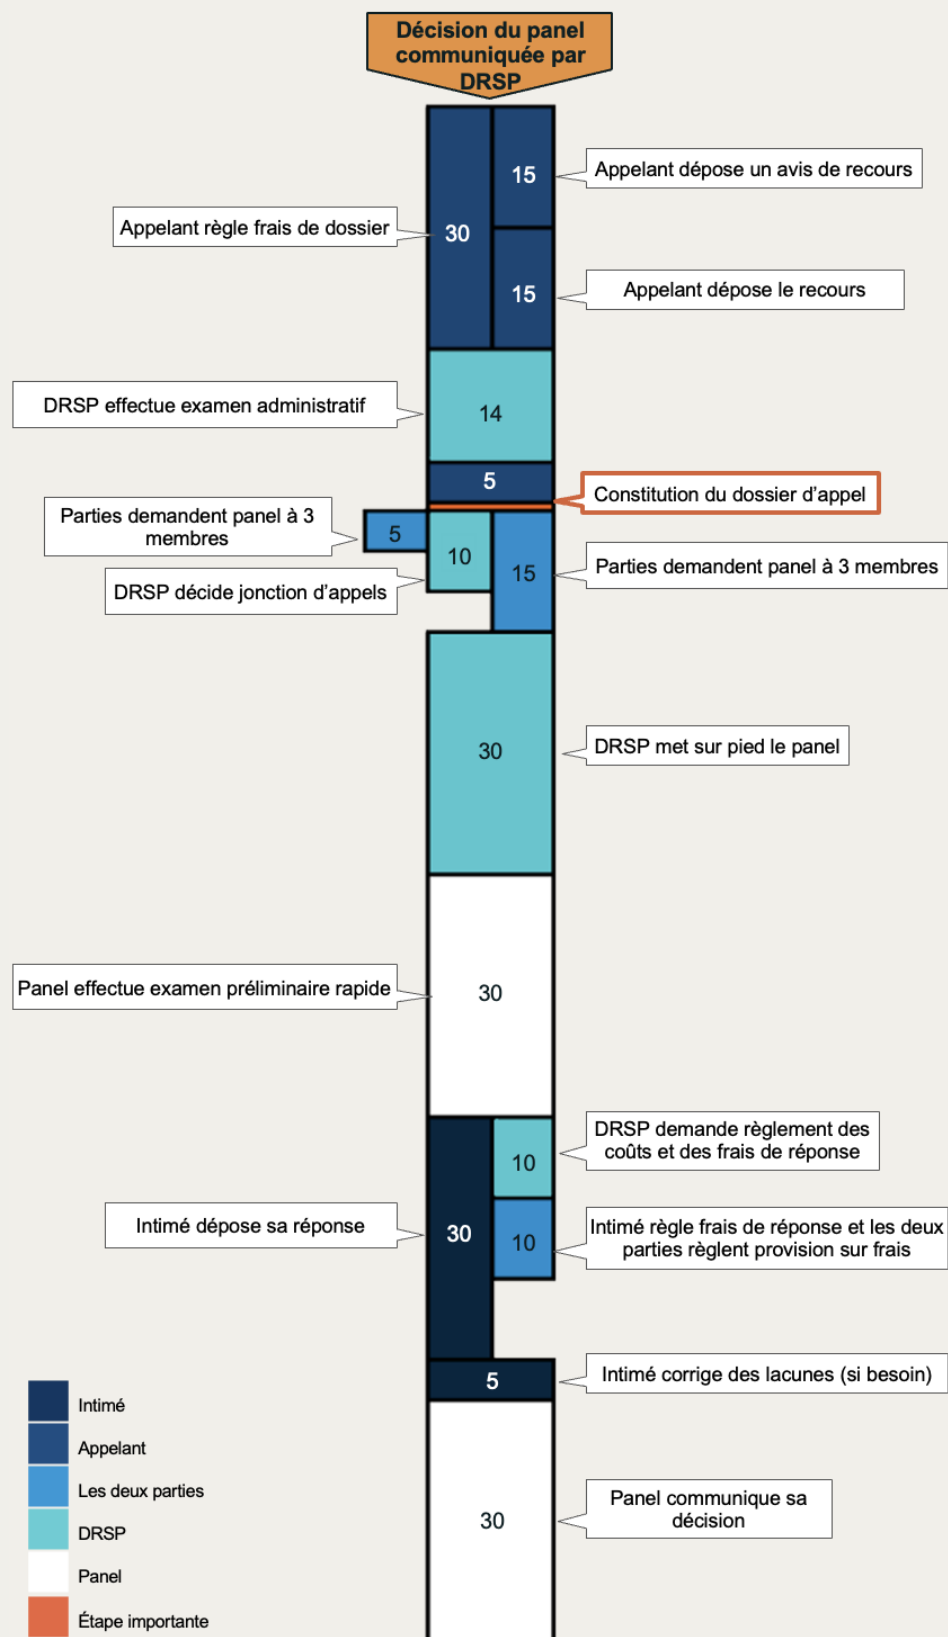 Décision du panel
communiquée par
DRSP
15
Appelant dépose un avis de recours
Appelant règle frais de dossier
30
15
Appelant dépose le recours
DRSP effectue examen administratif
14
5
Constitution du dossier d'appel
Parties demandent panel à 3
membres
5
10
15
Parties demandent panel à 3 membres
DRSP décide jonction d'appels
30
DRSP met sur pied le panel
Panel effectue examen préliminaire rapide
30
DRSP demande règlement des
coûts et des frais de réponse
10
Intimé dépose sa réponse
30
10
Intimé règle frais de réponse et les deux
parties règlent provision sur frais
5
Intimé corrige des lacunes (si besoin)
30
Panel communique sa
décision
Intimé
Appelant
Les deux parties
DRSP
Panel
Étape importante